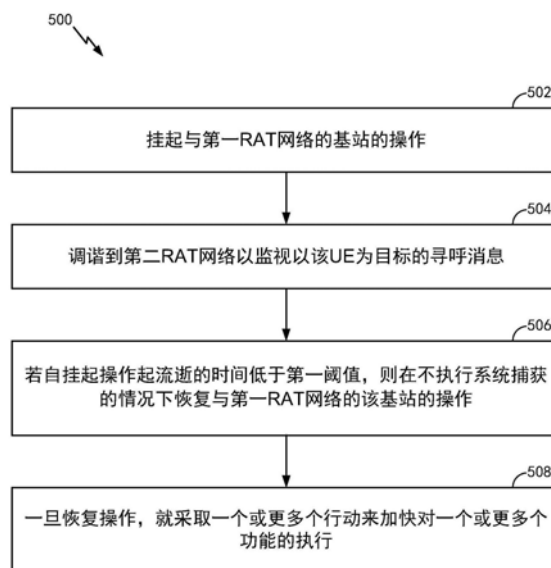 500
502
挂起与第一RAT网络的基站的操作
504
调谐到第二RAT网络以监视以该UE为目标的寻呼消息
506
若自挂起操作起流逝的时间低于第一阈值，则在不执行系统捕获
的情况下恢复与第一RAT网络的该基站的操作
508
一旦恢复操作，就采取一个或更多个行动来加快对一个或更多个
功能的执行